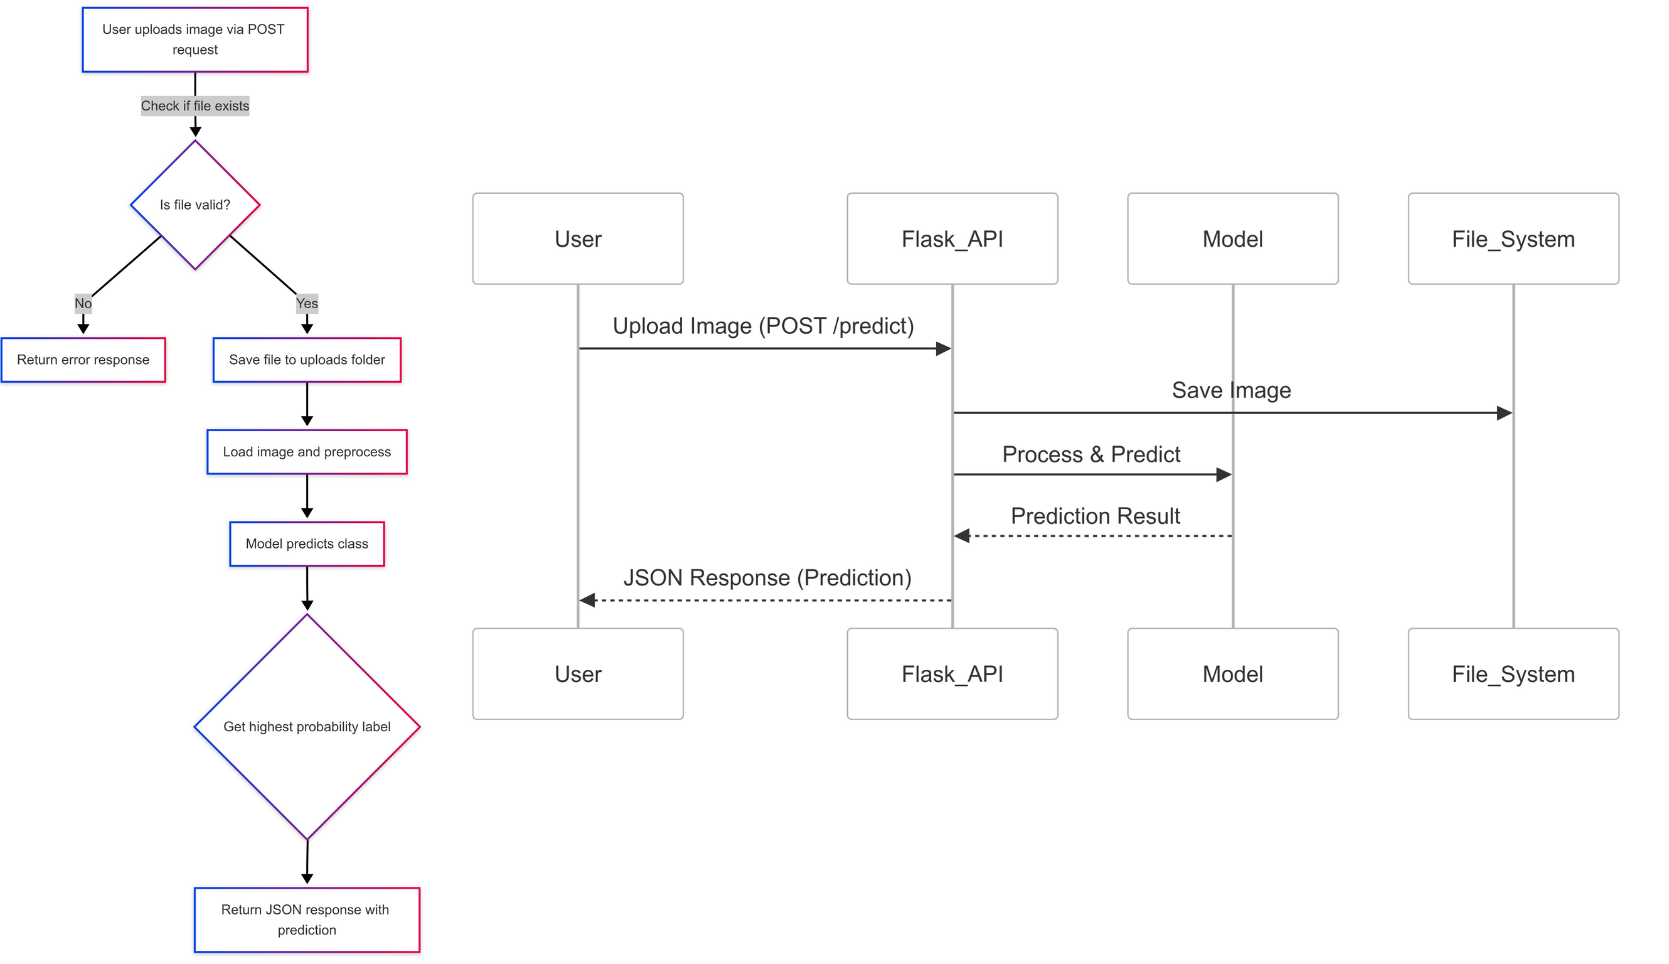 User uploads image via POST
request
Check if file exists
Is file valid?
No
Yes
Return error response
Save file to uploads folder
Load image and preprocess
Model predicts class
Get highest probability label
Return JSON response with
prediction
User
Flask_API
Model
File_System
Upload Image (POST /predict)
Save Image
Process & Predict
Prediction Result
JSON Response (Prediction)
User
Flask_API
Model
File_System